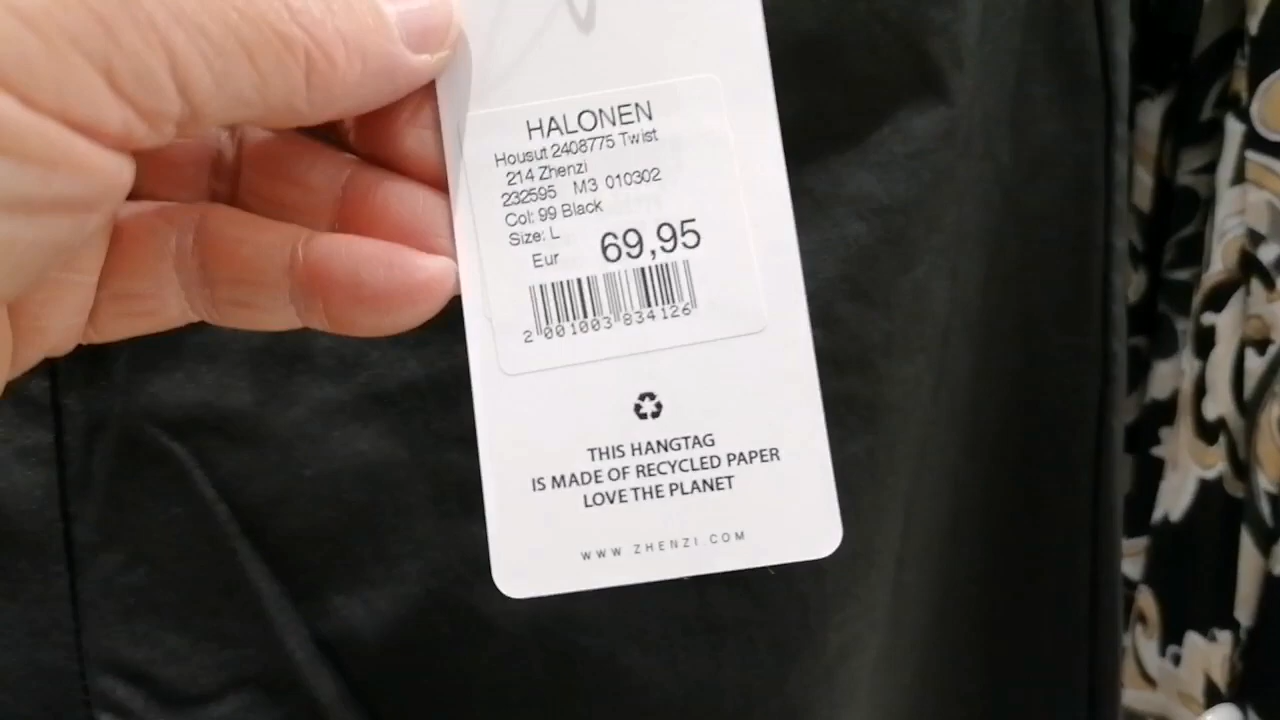 HALONEN
Housut 2408775 Twist
214 Zhenzi
232595 M3 010302
Col: 99 Black
Size: L
Eur 69,95
2 001003 834126
THIS HANGTAG
IS MADE OF RECYCLED PAPER
LOVE THE PLANET
WWW.ZHENZI.COM